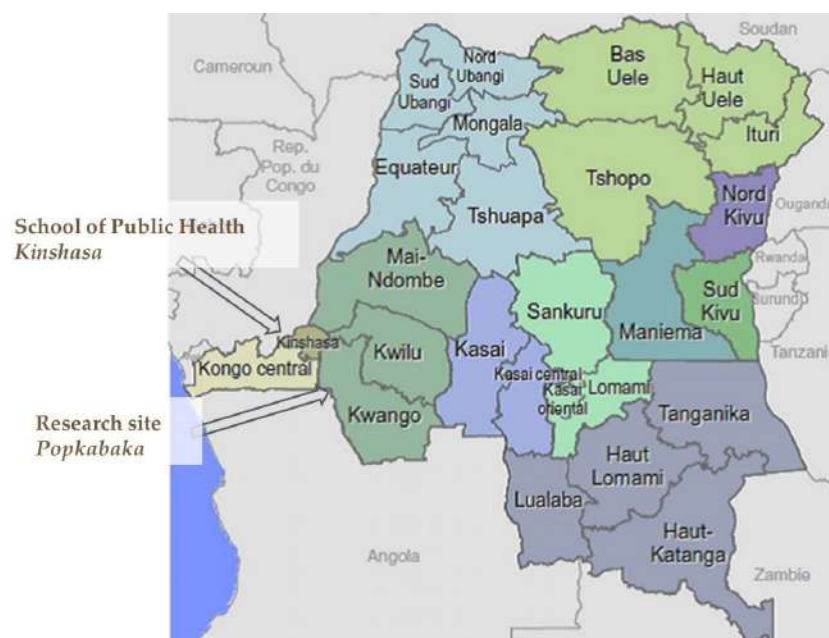 Soudan
Cameroun
Nord
Ubangi
Sud
Ubangi
Bas
Uele
Haut
Uele
Mongala
Ituri
Rep.
Pop. du
Congo
Equateur
Tshopo
Nord
Kivu
Ouganda
School of Public Health
Kinshasa
Tshuapa
Mai-
Ndombe
Rwanda
Sankuru
Sud
Kivu
Burundi
Maniema
Kinshasa
Kongo central
Kwilu
Kasai
Tanzani
Kasai central
Kasai
oriental
Lomami
Research site
Popkabaka
Kwango
Tanganika
Haut
Lomami
Lualaba
Haut-
Katanga
Angola
Zambie